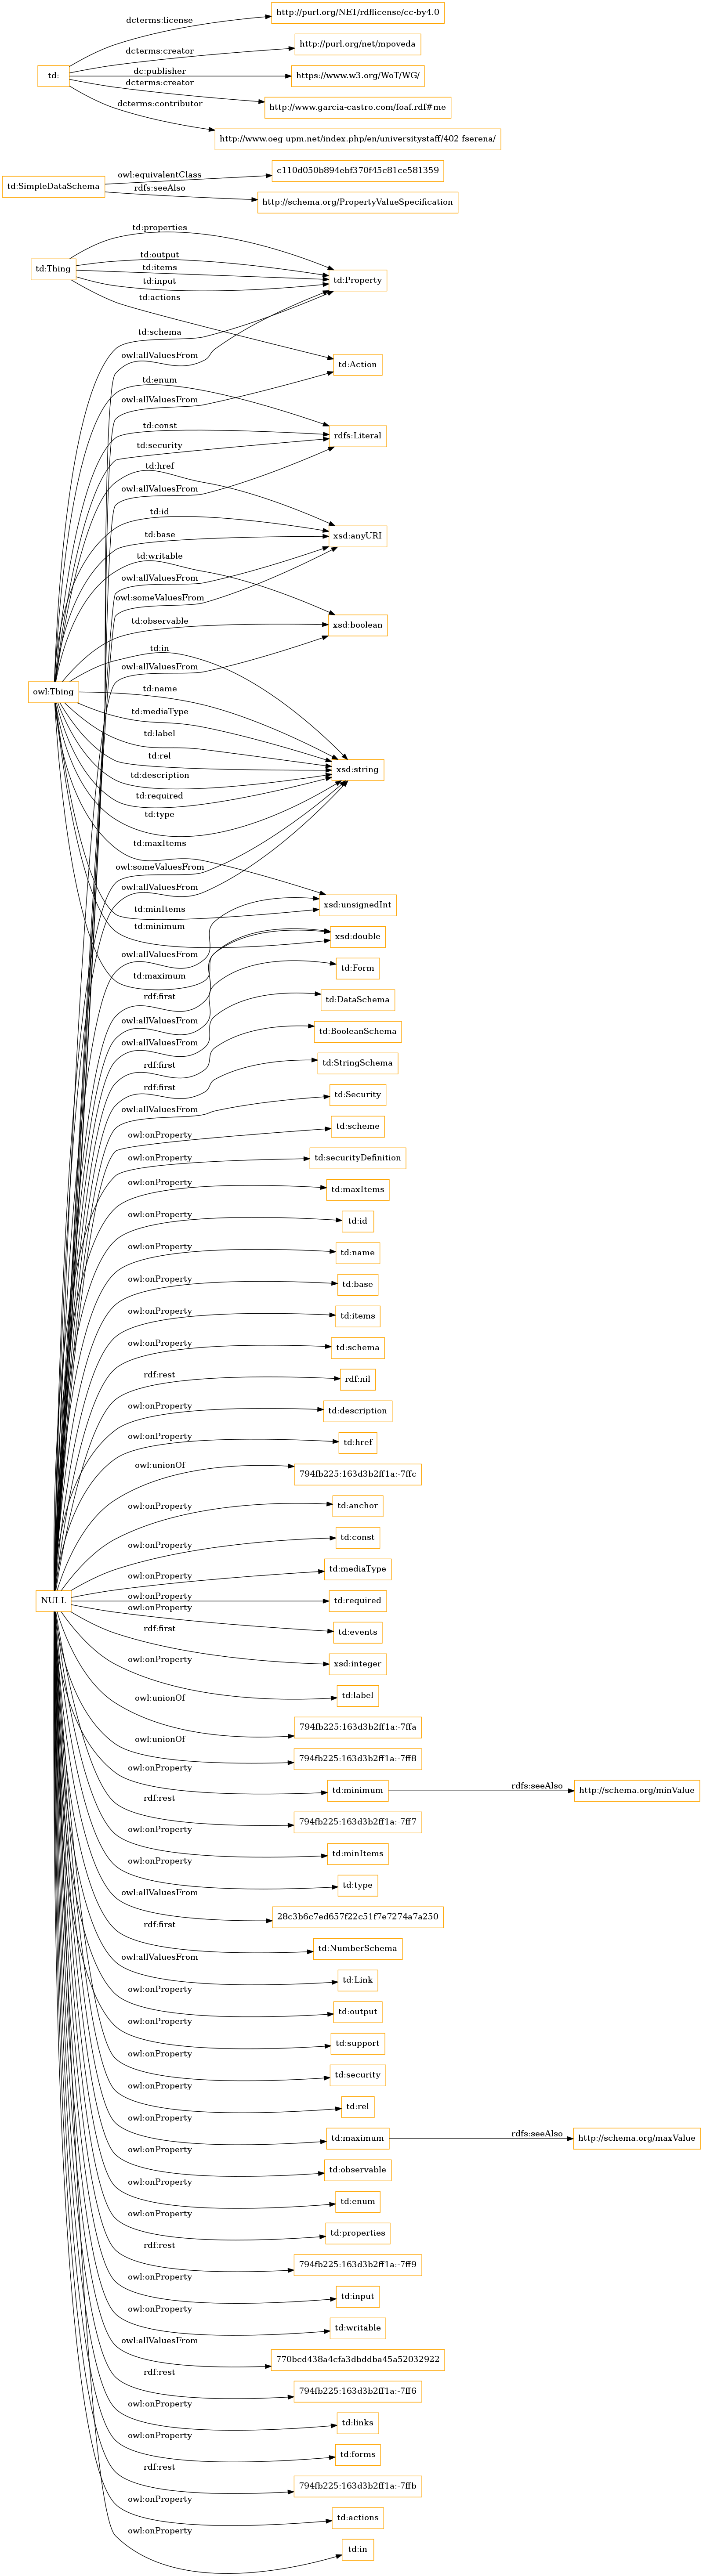 dcterms:license
http://purl.org/NET/rdflicense/cc-by4.0
dcterms:creator
http://purl.org/net/mpoveda
td:
dc:publisher
https://www.w3.org/WoT/WG/
dcterms:creator
http://www.garcia-castro.com/foaf.rdf#me
dcterms:contributor
http://www.oeg-upm.net/index.php/en/universitystaff/402-fserena/
owl:equivalentClass
c110d050b894ebf370f45c81ce581359
td:SimpleDataSchema
rdfs:seeAlso
http://schema.org/PropertyValueSpecification
td:properties
td:output
td:Thing
td:items
td:input
td:Property
td:actions
td:schema
owl:allValuesFrom
td:Action
td:enum
owl:allValuesFrom
td:const
rdfs:Literal
td:security
td:href
owl:allValuesFrom
td:id
td:base
xsd:anyURI
td:writable
owl:allValuesFrom
owl:someValuesFrom
td:observable
xsd:boolean
td:in
owl:allValuesFrom
owl:Thing
td:name
td:mediaType
td:label
td:rel
xsd:string
td:description
td:required
td:type
td:maxItems
owl:someValuesFrom
owl:allValuesFrom
xsd:unsignedInt
td:minItems
td:minimum
xsd:double
owl:allValuesFrom
td:maximum
td:Form
rdf:first
td:DataSchema
owl:allValuesFrom
td:BooleanSchema
owl:allValuesFrom
rdf:first
td:StringSchema
rdf:first
td:Security
owl:allValuesFrom
td:scheme
owl:onProperty
owl:onProperty
td:securityDefinition
owl:onProperty
td:maxItems
owl:onProperty
td:id
owl:onProperty
td:name
owl:onProperty
td:base
owl:onProperty
td:items
owl:onProperty
td:schema
rdf:rest
rdf:nil
owl:onProperty
td:description
owl:onProperty
td:href
owl:unionOf
794fb225:163d3b2ff1a:-7ffc
owl:onProperty
td:anchor
owl:onProperty
td:const
owl:onProperty
td:mediaType
NULL
owl:onProperty
td:required
owl:onProperty
td:events
rdf:first
xsd:integer
owl:onProperty
td:label
owl:unionOf
794fb225:163d3b2ff1a:-7ffa
owl:unionOf
794fb225:163d3b2ff1a:-7ff8
owl:onProperty
td:minimum
rdfs:seeAlso
http://schema.org/minValue
rdf:rest
794fb225:163d3b2ff1a:-7ff7
owl:onProperty
td:minItems
owl:onProperty
td:type
owl:allValuesFrom
28c3b6c7ed657f22c51f7e7274a7a250
rdf:first
td:NumberSchema
owl:allValuesFrom
td:Link
owl:onProperty
td:output
owl:onProperty
td:support
owl:onProperty
td:security
owl:onProperty
td:rel
owl:onProperty
td:maximum
rdfs:seeAlso
http://schema.org/maxValue
owl:onProperty
td:observable
owl:onProperty
td:enum
owl:onProperty
td:properties
rdf:rest
794fb225:163d3b2ff1a:-7ff9
owl:onProperty
td:input
owl:onProperty
td:writable
owl:allValuesFrom
770bcd438a4cfa3dbddba45a52032922
rdf:rest
794fb225:163d3b2ff1a:-7ff6
owl:onProperty
td:links
owl:onProperty
td:forms
rdf:rest
794fb225:163d3b2ff1a:-7ffb
owl:onProperty
td:actions
owl:onProperty
td:in